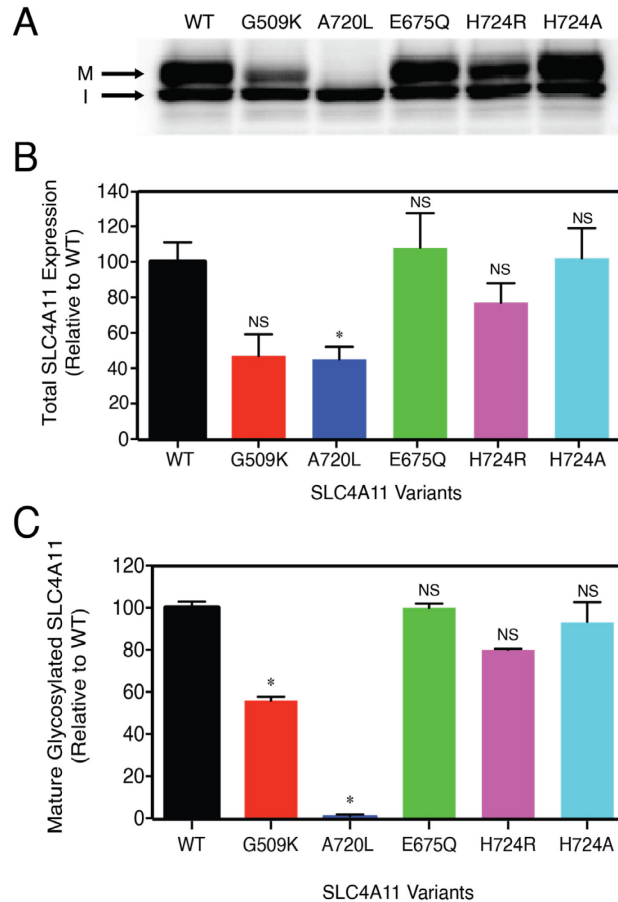 A
WT G509K A720L E675Q H724R H724A
M
I
B
Total SLC4A11 Expression
(Relative to WT)
140
120
100
80
60
40
20
0
NS
*
NS
NS
NS
WT G509K A720L E675Q H724R H724A
SLC4A11 Variants
C
Mature Glycosylated SLC4A11
(Relative to WT)
120
100
80
60
40
20
0
*
*
NS
NS
NS
WT G509K A720L E675Q H724R H724A
SLC4A11 Variants